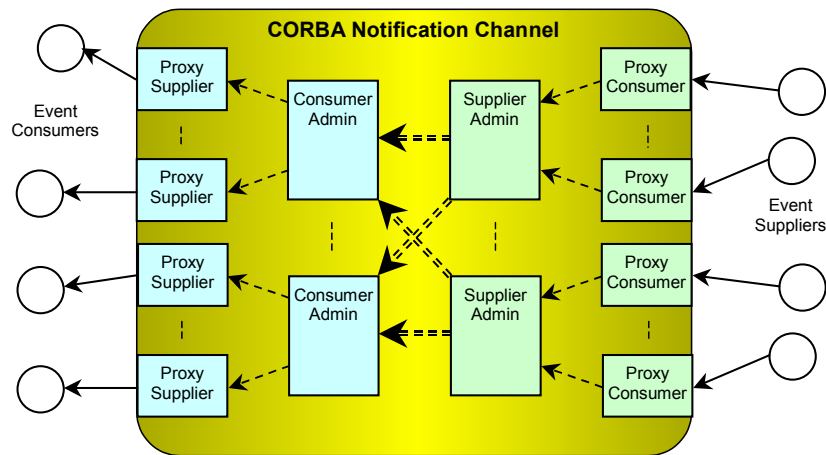 CORBA Notification Channel
Proxy
Supplier
Consumer
Admin
Supplier
Admin
Proxy
Consumer
Event
Consumers
Proxy
Supplier
Proxy
Consumer
Event
Suppliers
Proxy
Supplier
Consumer
Admin
Supplier
Admin
Proxy
Consumer
Proxy
Supplier
Proxy
Consumer